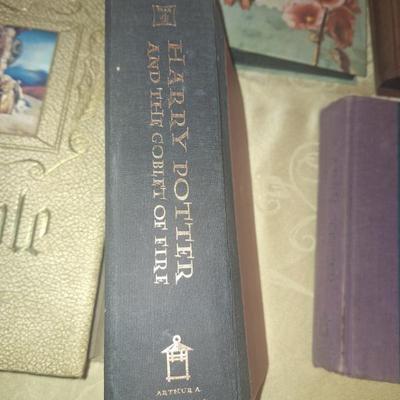 HARRY POTTER
AND THE GOBLET OF FIRE
ARTHUR A.